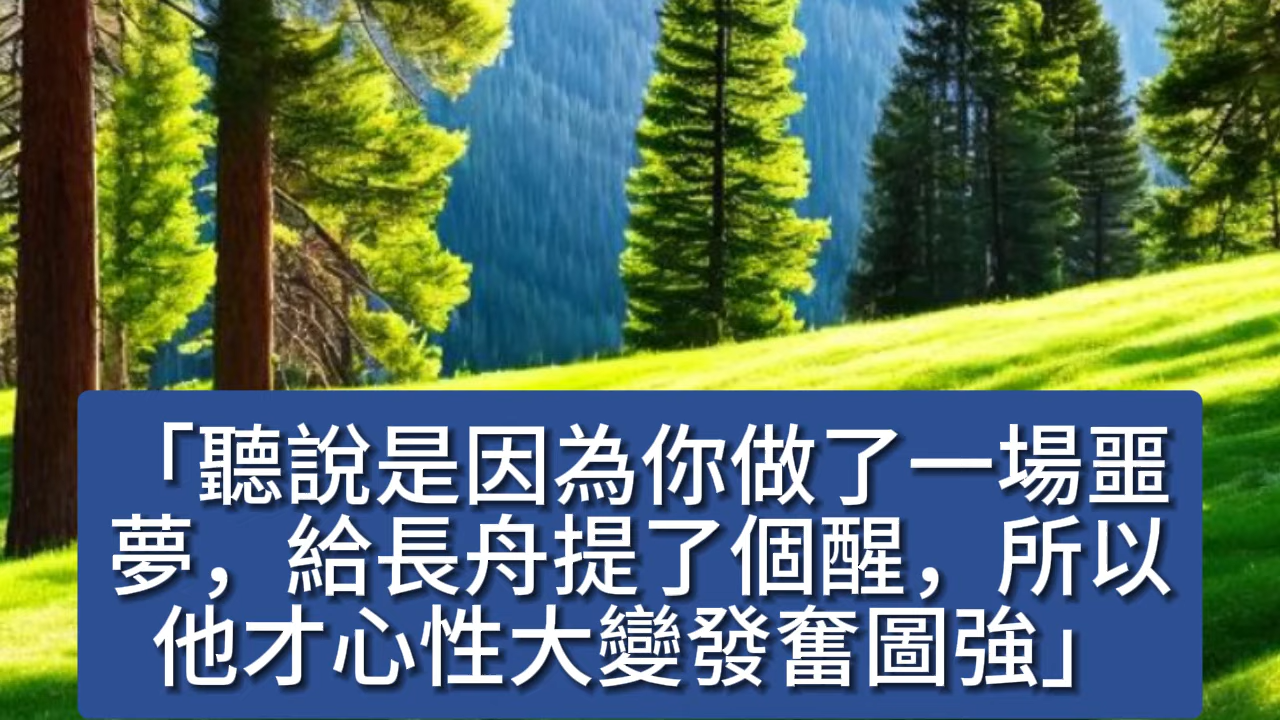 「聽說是因為你做了一場噩
夢，給長舟提了個醒，所以
他才心性大變發奮圖強」